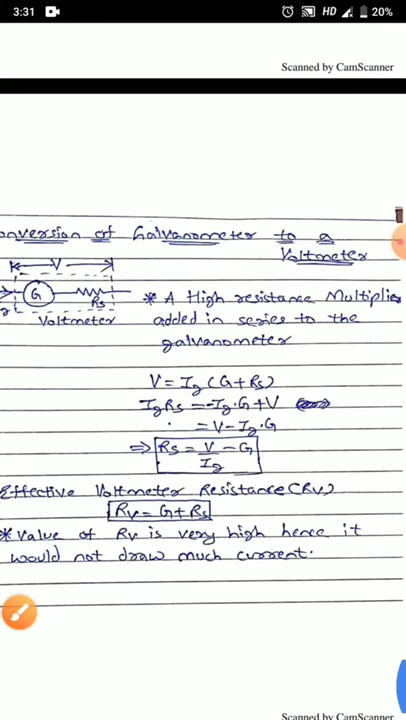 3:31 HD 20%
Scanned by CamScanner
onversion of Galvanometer to a
Voltmeter
V
G
Rs
Voltmeter
* A High resistance Multiplie
added in series to the
galvanometer
V = Ig (G+Rs)
IgRs = -Ig·G + V
= V - Ig·G
⇒ Rs = V/Ig - G
Effective Voltmeter Resistance (Rv)
Rv = G + Rs
* Value of Rv is very high hence it
would not draw much current.
Scanned by CamScanner